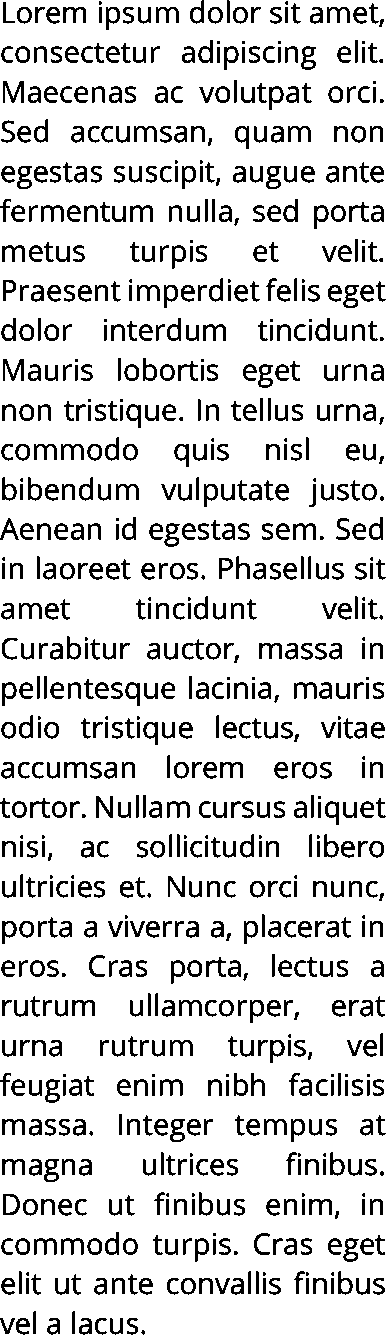 Lorem ipsum dolor sit amet,
consectetur adipiscing elit.
Maecenas ac volutpat orci.
Sed accumsan, quam non
egestas suscipit, augue ante
fermentum nulla, sed porta
metus turpis et velit.
Praesent imperdiet felis eget
dolor interdum tincidunt.
Mauris lobortis eget urna
non tristique. In tellus urna,
commodo quis nisl eu,
bibendum vulputate justo.
Aenean id egestas sem. Sed
in laoreet eros. Phasellus sit
amet tincidunt velit.
Curabitur auctor, massa in
pellentesque lacinia, mauris
odio tristique lectus, vitae
accumsan lorem eros in
tortor. Nullam cursus aliquet
nisi, ac sollicitudin libero
ultricies et. Nunc orci nunc,
porta a viverra a, placerat in
eros. Cras porta, lectus a
rutrum ullamcorper, erat
urna rutrum turpis, vel
feugiat enim nibh facilisis
massa. Integer tempus at
magna ultrices finibus.
Donec ut finibus enim, in
commodo turpis. Cras eget
elit ut ante convallis finibus
vel a lacus.